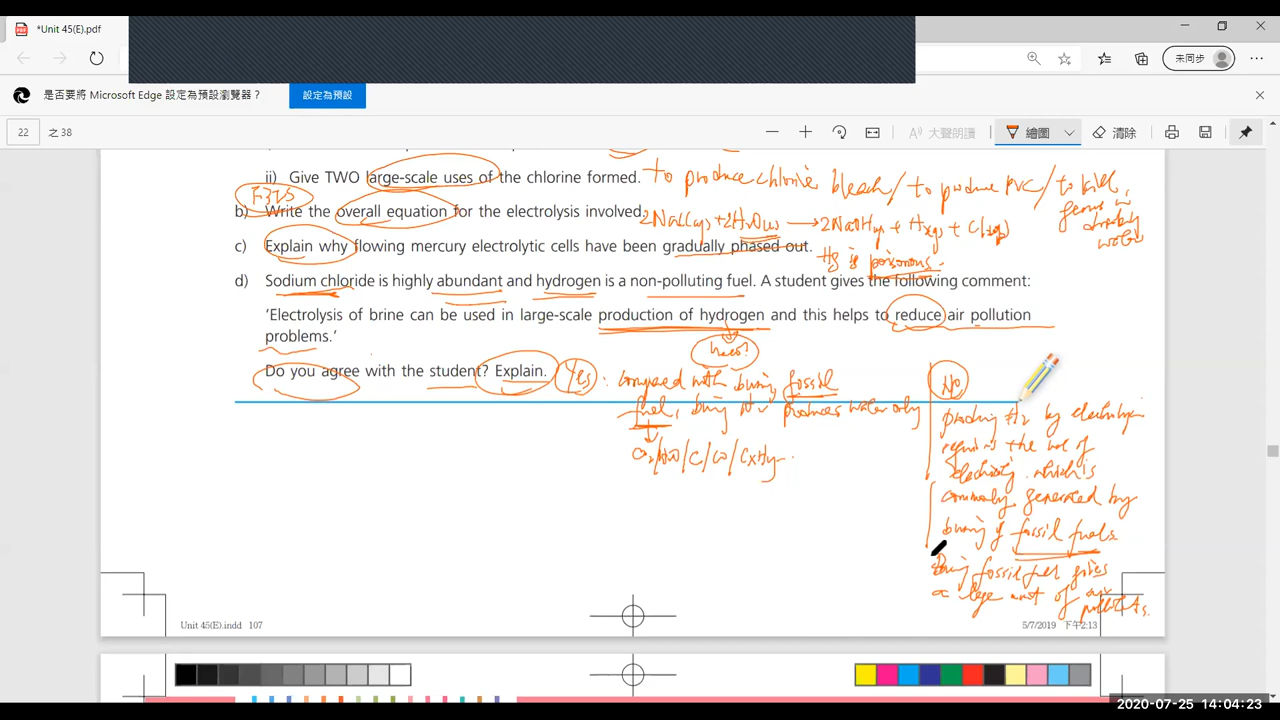 *Unit 45(E).pdf
未同步
是否要將 Microsoft Edge 設定為預設瀏覽器？ 設定為預設
22 之 38 大聲朗讀 繪圖 清除
ii) Give TWO large-scale uses of the chlorine formed. to produce chlorine bleach/ to produce PVC/ to kill germs in drinking water
F3V5
b) Write the overall equation for the electrolysis involved. 2NaCl(aq) + 2H2O(l) → 2NaOH(aq) + H2(g) + Cl2(g)
c) Explain why flowing mercury electrolytic cells have been gradually phased out. Hg is poisonous.
d) Sodium chloride is highly abundant and hydrogen is a non-polluting fuel. A student gives the following comment:
'Electrolysis of brine can be used in large-scale production of hydrogen and this helps to reduce air pollution
problems.'
Do you agree with the student? Explain. Yes: compared with burning fossil
fuel, burning H2 produces water only
No
producing H2 by electrolysis
requires the use of
electricity which is
commonly generated by
burning of fossil fuels
Burning fossil fuel gives
a large amt of air
pollutants.
Unit 45(E).indd 107
5/7/2019 下午2:13
2020-07-25 14:04:23